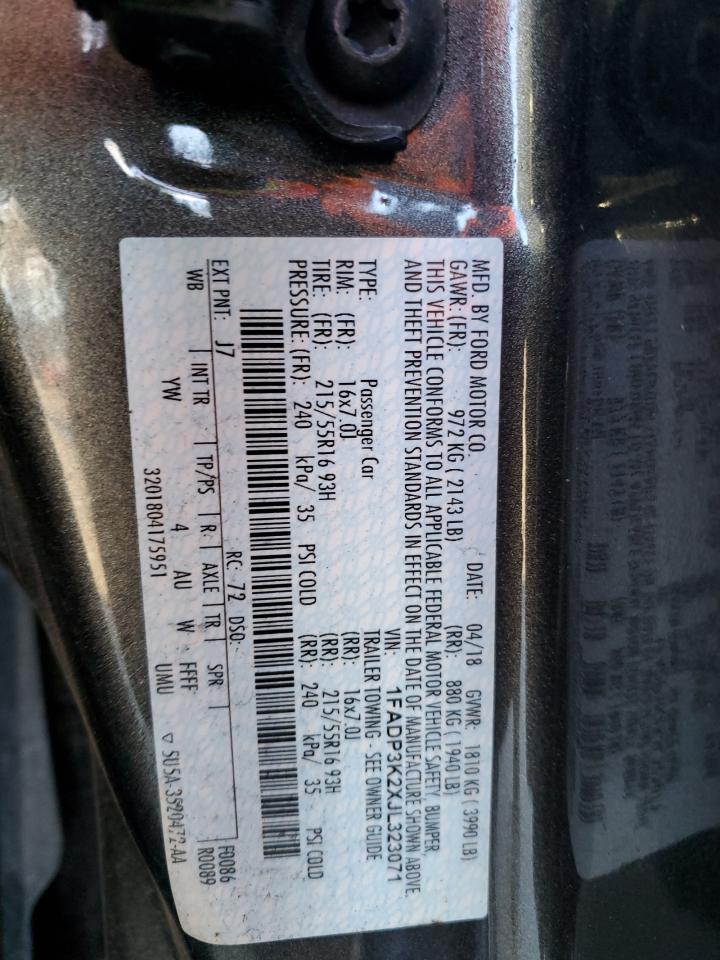 MFD. BY FORD MOTOR CO.
DATE: 04/18 GVWR: 1810 KG ( 3990 LB)
GAWR: (FR): 972 KG ( 2143 LB) (RR): 880 KG ( 1940 LB)
THIS VEHICLE CONFORMS TO ALL APPLICABLE FEDERAL MOTOR VEHICLE SAFETY, BUMPER,
AND THEFT PREVENTION STANDARDS IN EFFECT ON THE DATE OF MANUFACTURE SHOWN ABOVE.
VIN: 1FADP3K2XJL323071
TYPE: Passenger Car TRAILER TOWING - SEE OWNER GUIDE
RIM: (FR): 16x7.0J (RR): 16x7.0J
TIRE: (FR): 215/55R16 93H (RR): 215/55R16 93H
PRESSURE: (FR): 240 kPa/ 35 PSI COLD (RR): 240 kPa/ 35 PSI COLD
F0086
RC: 72 DSO: R0089
EXT PNT: J7
WB INT TR TP/PS R AXLE TR SPR
YW 4 AU W FFFF
3201804175951 UMU ▽ SU5A-3520472-AA